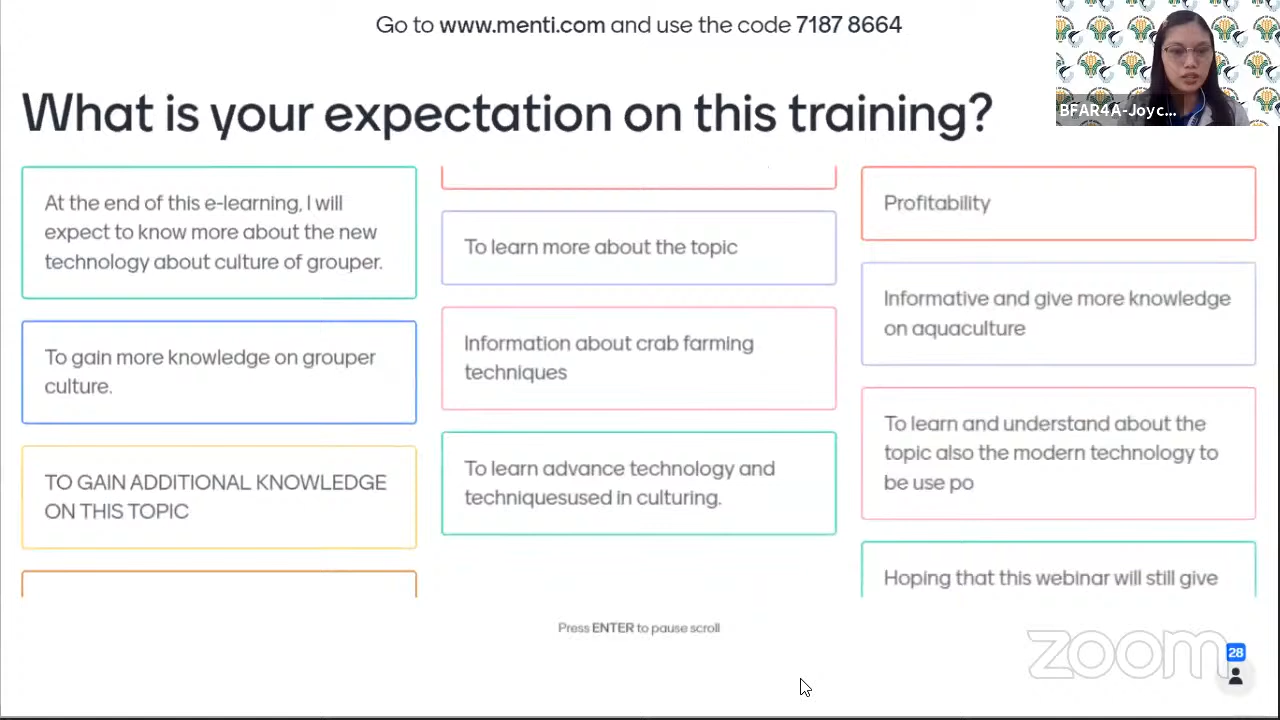 Go to www.menti.com and use the code 7187 8664
BFAR4A-Joyc...
What is your expectation on this training?
At the end of this e-learning, I will
expect to know more about the new
technology about culture of grouper.
To gain more knowledge on grouper
culture.
TO GAIN ADDITIONAL KNOWLEDGE
ON THIS TOPIC
To learn more about the topic
Information about crab farming
techniques
To learn advance technology and
techniquesused in culturing.
Profitability
Informative and give more knowledge
on aquaculture
To learn and understand about the
topic also the modern technology to
be use po
Hoping that this webinar will still give
Press ENTER to pause scroll
zoom
28